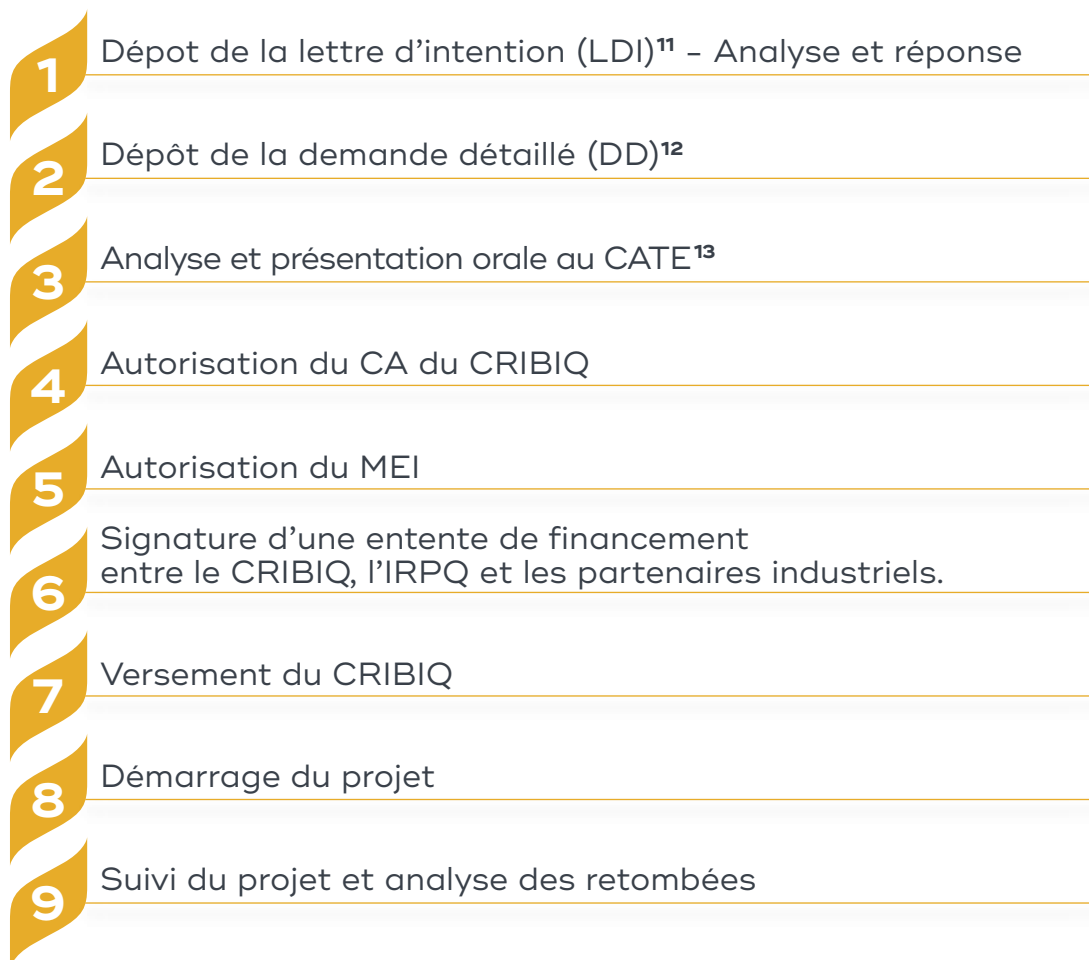 1 Dépot de la lettre d’intention (LDI)¹¹ - Analyse et réponse
2 Dépôt de la demande détaillé (DD)¹²
3 Analyse et présentation orale au CATE¹³
4 Autorisation du CA du CRIBIQ
5 Autorisation du MEI
6 Signature d’une entente de financement
entre le CRIBIQ, l’IRPQ et les partenaires industriels.
7 Versement du CRIBIQ
8 Démarrage du projet
9 Suivi du projet et analyse des retombées